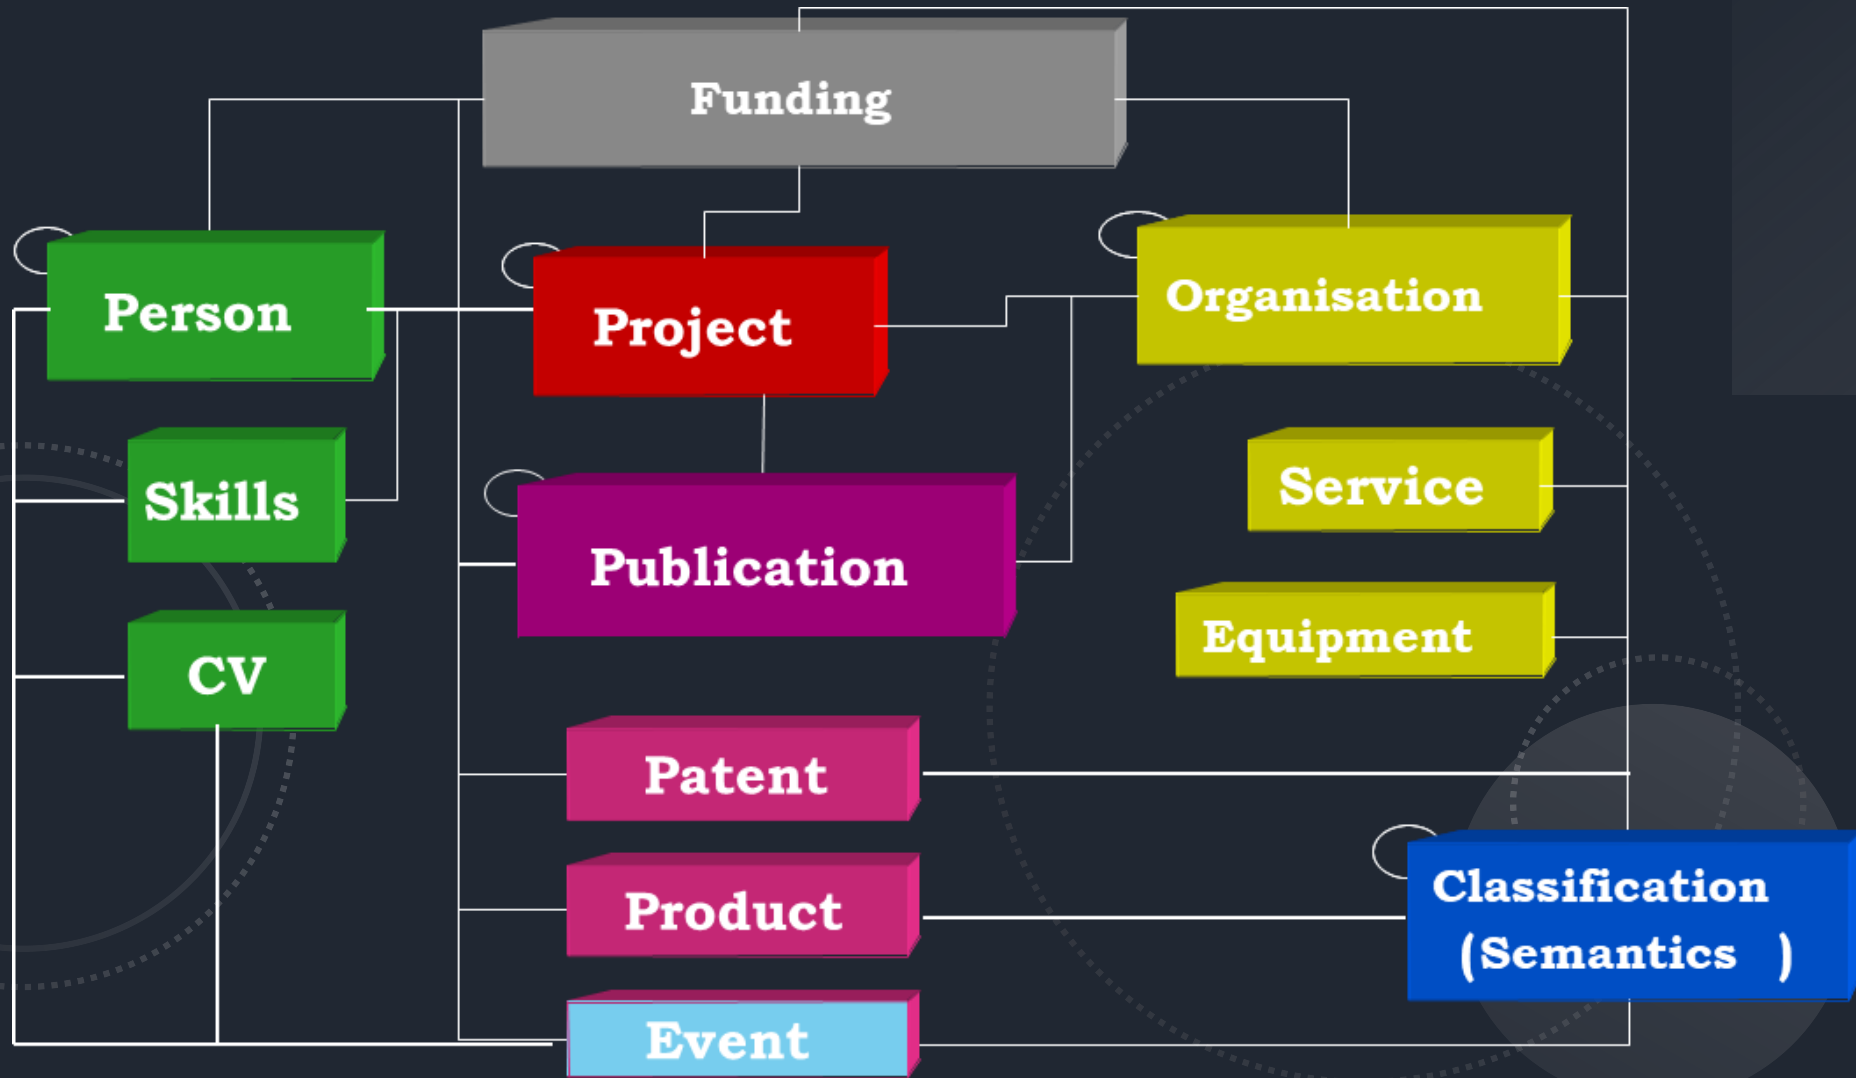 Funding
Person
Project
Organisation
Skills
Publication
Service
Equipment
CV
Patent
Product
Classification
(Semantics )
Event